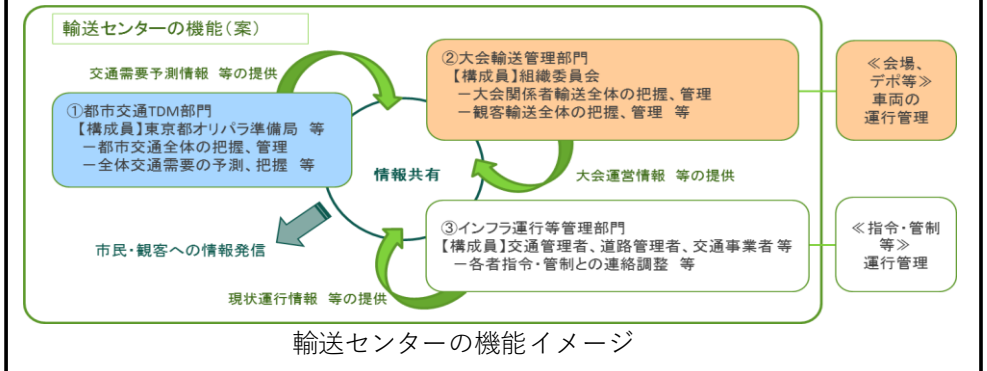 輸送センターの機能(案)
交通需要予測情報 等の提供
①都市交通TDM部門
【構成員】東京都オリパラ準備局 等
－都市交通全体の把握、管理
－全体交通需要の予測、把握 等
②大会輸送管理部門
【構成員】組織委員会
－大会関係者輸送全体の把握、管理
－観客輸送全体の把握、管理 等
≪会場、
デポ等≫
車両の
運行管理
情報共有
大会運営情報 等の提供
市民・観客への情報発信
③インフラ運行等管理部門
【構成員】交通管理者、道路管理者、交通事業者 等
－各者指令・管制との連絡調整 等
≪指令・管制
等≫
運行管理
現状運行情報 等の提供
輸送センターの機能イメージ